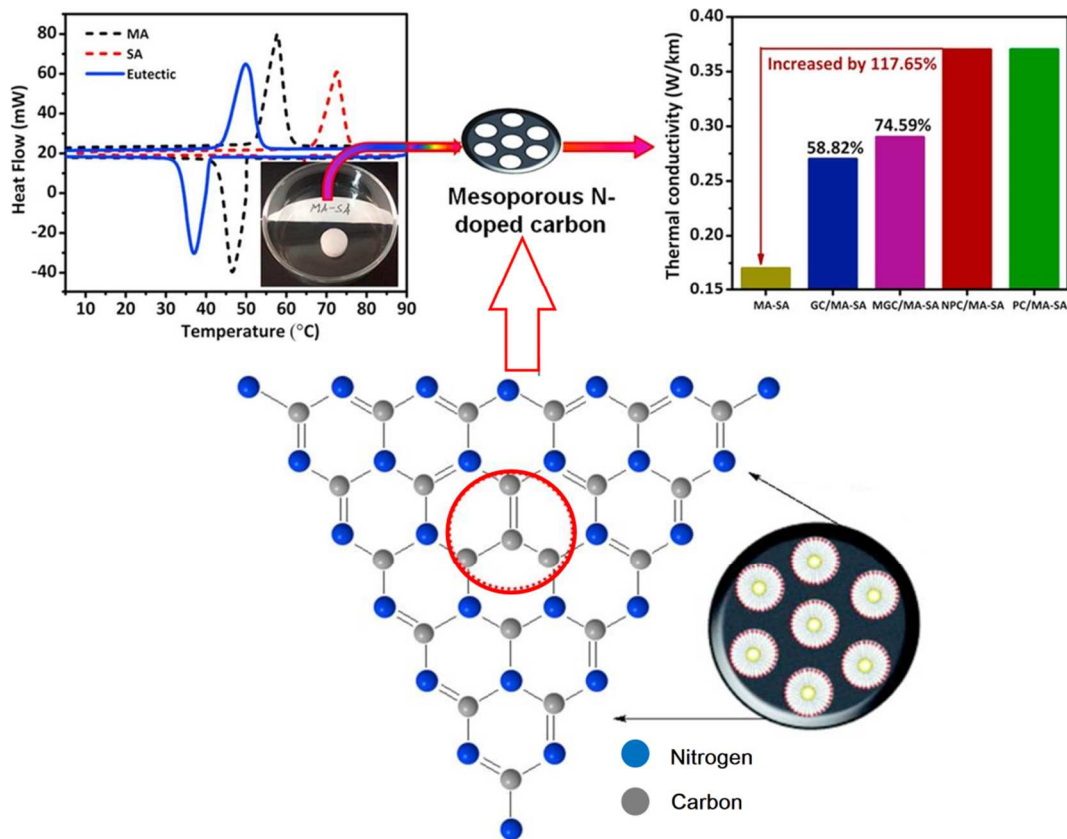 MA
SA
Eutectic
Heat Flow (mW)
80
60
40
20
0
-20
-40
10
20
30
40
50
60
70
80
90
Temperature (°C)
MA-SA
Mesoporous N-
doped carbon
Thermal conductivity (W/km)
0.40
0.35
0.30
0.25
0.20
0.15
Increased by 117.65%
58.82%
74.59%
MA-SA
GC/MA-SA
MGC/MA-SA
NPC/MA-SA
PC/MA-SA
Nitrogen
Carbon